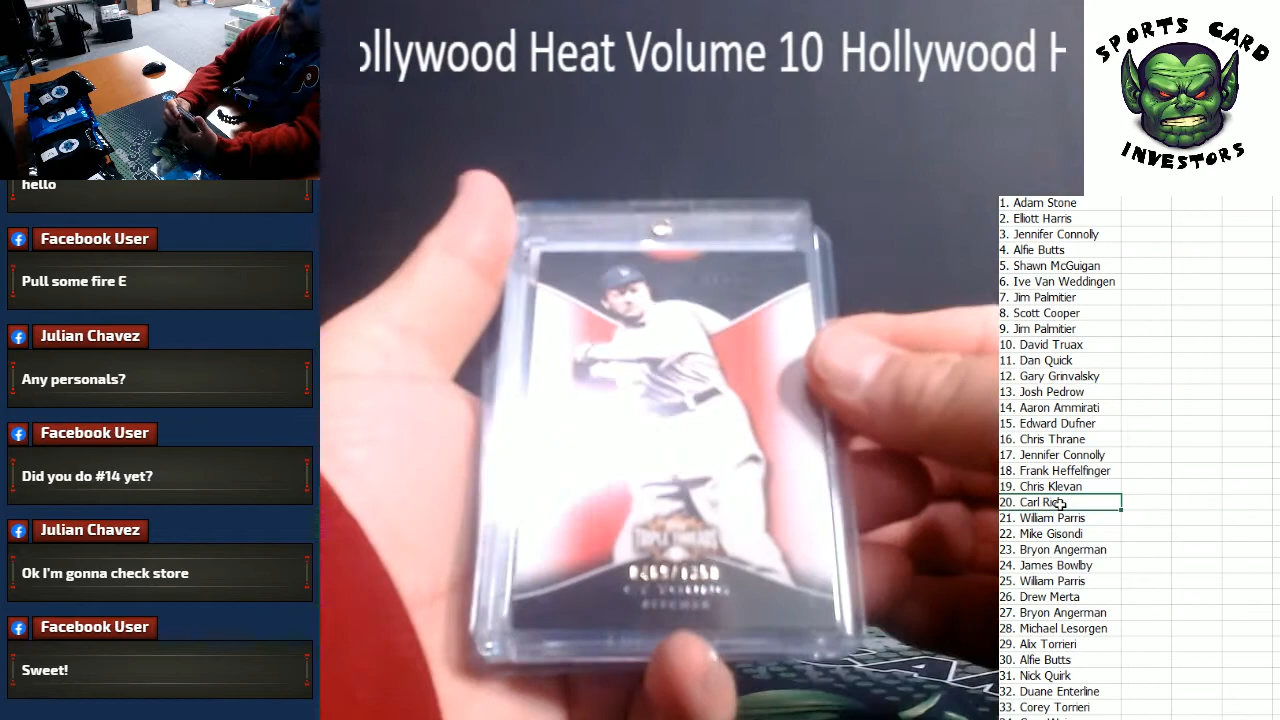 ollywood Heat Volume 10 Hollywood H
SPORTS CARD
INVESTORS
hello
Facebook User
Pull some fire E
Julian Chavez
Any personals?
Facebook User
Did you do #14 yet?
Julian Chavez
Ok I'm gonna check store
Facebook User
Sweet!
TRIPLE THREADS
1. Adam Stone
2. Elliott Harris
3. Jennifer Connolly
4. Alfie Butts
5. Shawn McGuigan
6. Ive Van Weddingen
7. Jim Palmitier
8. Scott Cooper
9. Jim Palmitier
10. David Truax
11. Dan Quick
12. Gary Grinvalsky
13. Josh Pedrow
14. Aaron Ammirati
15. Edward Dufner
16. Chris Thrane
17. Jennifer Connolly
18. Frank Heffelfinger
19. Chris Klevan
20. Carl
21. William Parris
22. Mike Gisondi
23. Bryon Angerman
24. James Bowlby
25. Wiliam Parris
26. Drew Merta
27. Bryon Angerman
28. Michael Lesorgen
29. Alix Torrieri
30. Alfie Butts
31. Nick Quirk
32. Duane Enterline
33. Corey Torrieri